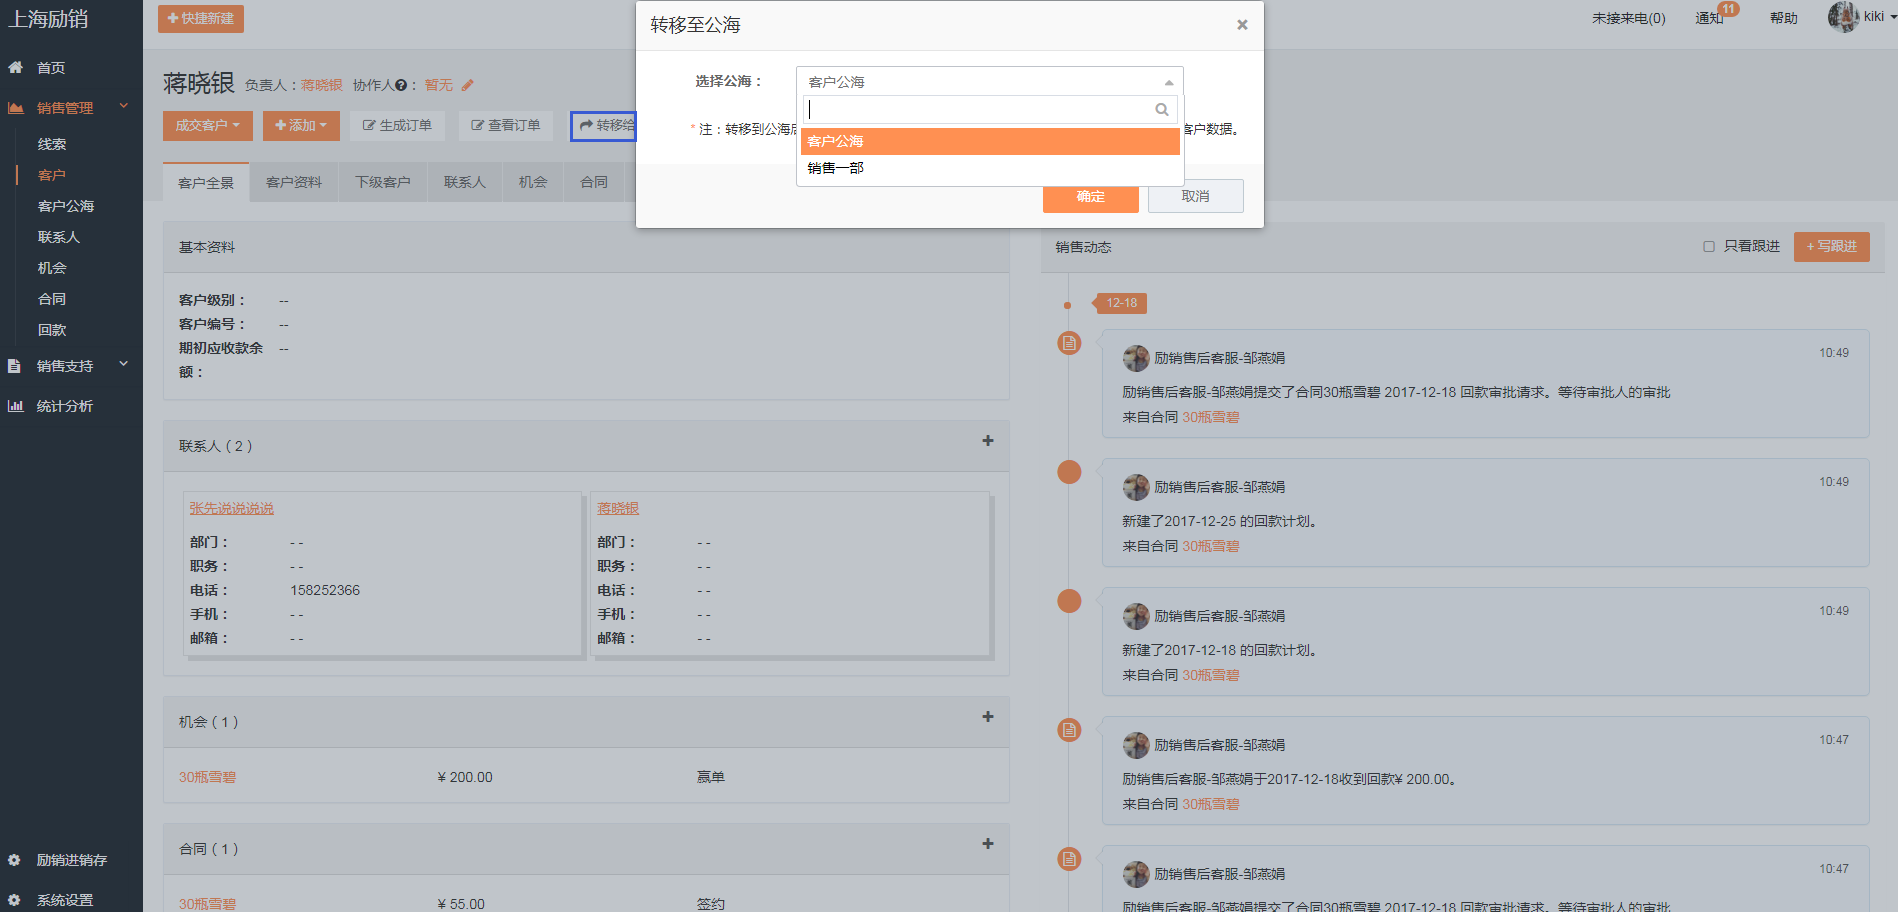 上海励销
快捷新建
未接来电(0)
通知
11
帮助
kiki
首页
销售管理
线索
客户
客户公海
联系人
机会
合同
回款
销售支持
统计分析
励销进销存
系统设置
转移至公海
×
选择公海：
客户公海
客户公海
销售一部
* 注：转移到公海
客户数据。
确定
取消
蒋晓银
负责人：蒋晓银 协作人： 暂无
成交客户
添加
生成订单
查看订单
转移给
客户全景
客户资料
下级客户
联系人
机会
合同
基本资料
客户级别： --
客户编号： --
期初应收款余额： --
联系人 ( 2 )
张先说说说说
部门： - -
职务： - -
电话： 158252366
手机： - -
邮箱： - -
蒋晓银
部门： - -
职务： - -
电话： - -
手机： - -
邮箱： - -
机会 ( 1 )
30瓶雪碧 ¥ 200.00 赢单
合同 ( 1 )
30瓶雪碧 ¥ 55.00 签约
销售动态
只看跟进
+ 写跟进
12-18
励销售后客服-邹燕娟 10:49
励销售后客服-邹燕娟提交了合同30瓶雪碧 2017-12-18 回款审批请求。等待审批人的审批
来自合同 30瓶雪碧
励销售后客服-邹燕娟 10:49
新建了2017-12-25 的回款计划。
来自合同 30瓶雪碧
励销售后客服-邹燕娟 10:49
新建了2017-12-18 的回款计划。
来自合同 30瓶雪碧
励销售后客服-邹燕娟 10:47
励销售后客服-邹燕娟于2017-12-18收到回款¥ 200.00。
来自合同 30瓶雪碧
励销售后客服-邹燕娟 10:47
励销售后客服-邹燕娟提交了合同30瓶雪碧 2017-12-18 回款审批请求。等待审批人的审批